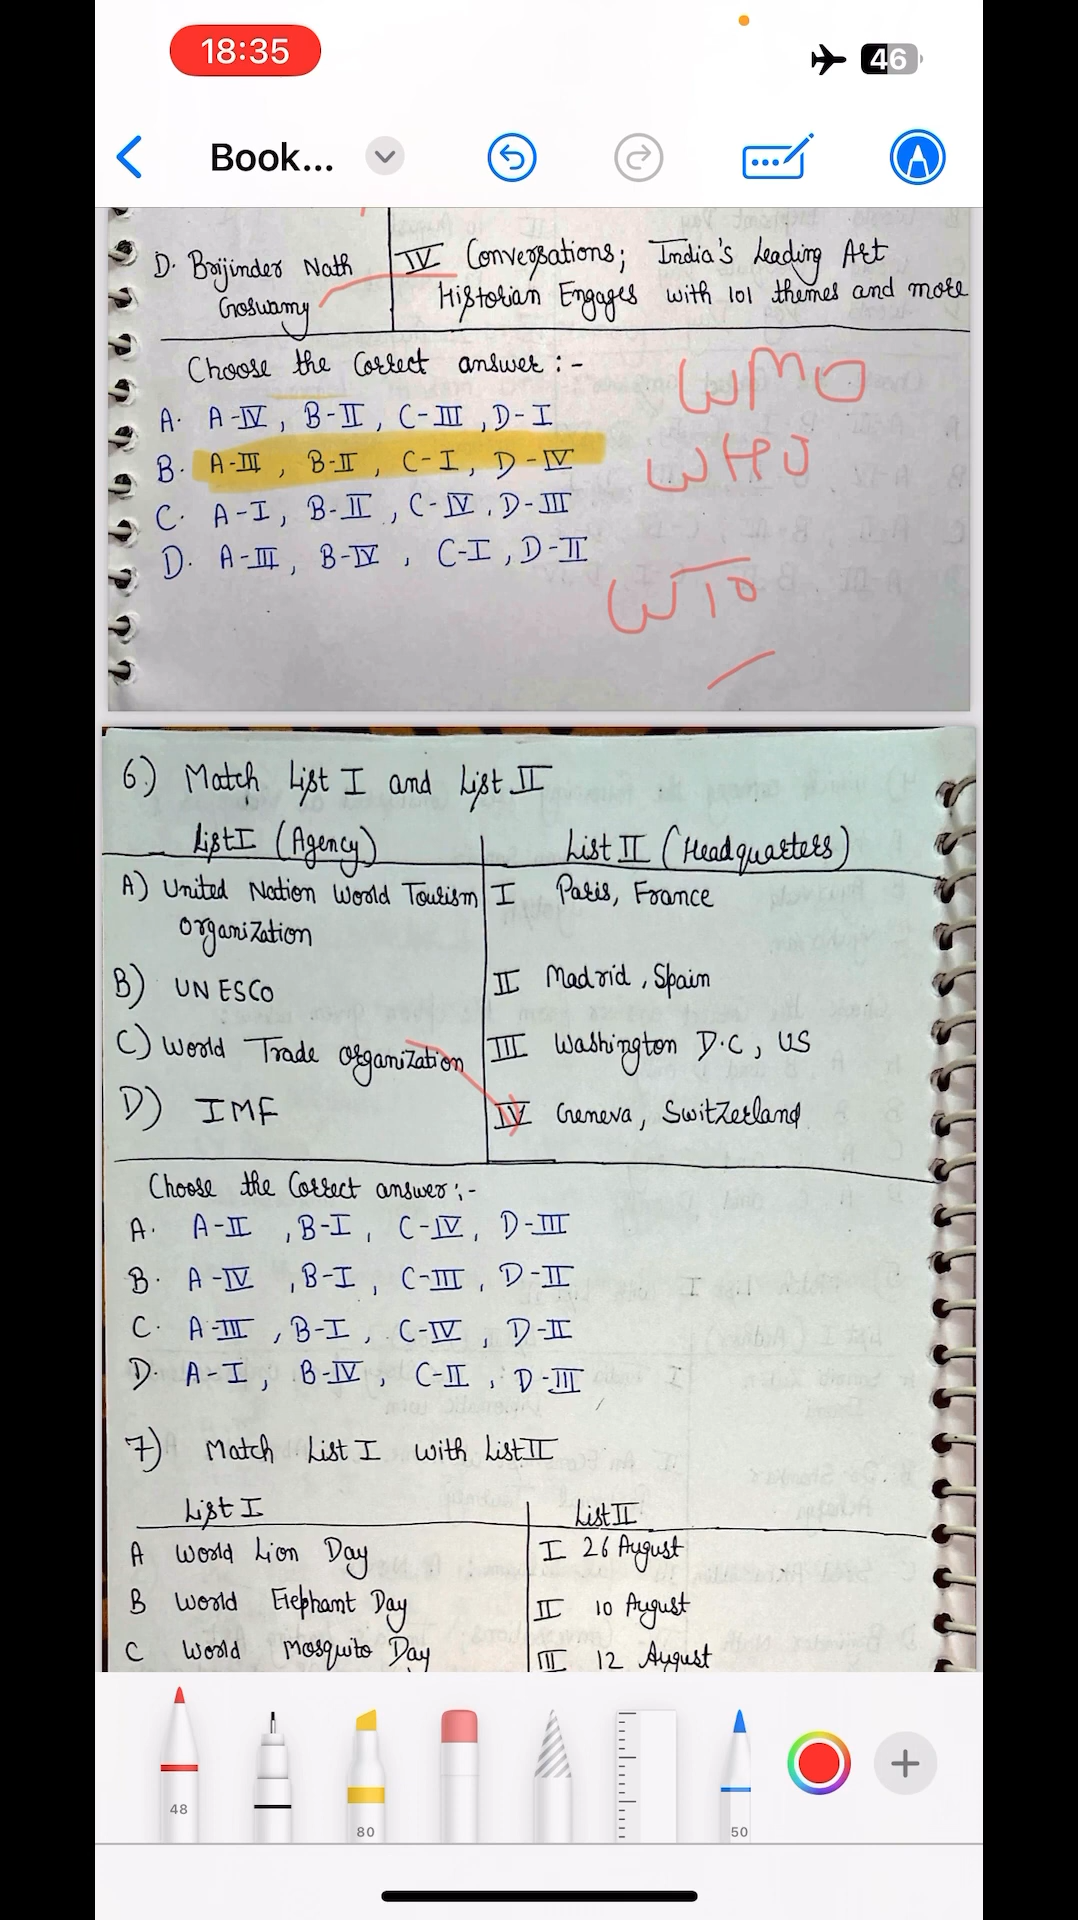 18:35
46
Book...
D. Brijinder Nath Goswamy
IV Conversations; India's Leading Art Historian Engages with 101 themes and more
Choose the Correct answer :-
A. A-IV, B-II, C-III, D-I
B. A-III, B-II, C-I, D-IV
C. A-I, B-II, C-IV, D-III
D. A-III, B-IV, C-I, D-II
WMO
WTO
6.) Match List I and List II
List I (Agency)
List II (Headquarters)
A) United Nation World Tourism organization
I Paris, France
B) UNESCO
II Madrid, Spain
C) World Trade organization
III Washington D.C, US
D) IMF
IV Geneva, Switzerland
Choose the Correct answer :-
A. A-II, B-I, C-IV, D-III
B. A-IV, B-I, C-III, D-II
C. A-III, B-I, C-IV, D-II
D. A-I, B-IV, C-II, D-III
7) Match List I with List II
List I
List II
A World Lion Day
I 26 August
B World Elephant Day
II 10 August
C World Mosquito Day
III 12 August
48
80
50